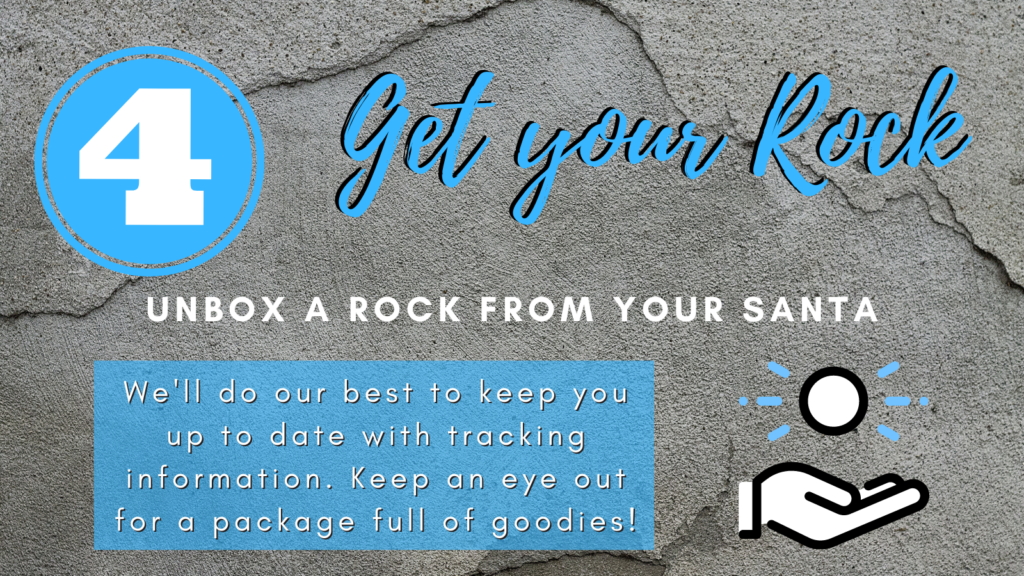 4
Get your Rock
UNBOX A ROCK FROM YOUR SANTA
We'll do our best to keep you
up to date with tracking
information. Keep an eye out
for a package full of goodies!